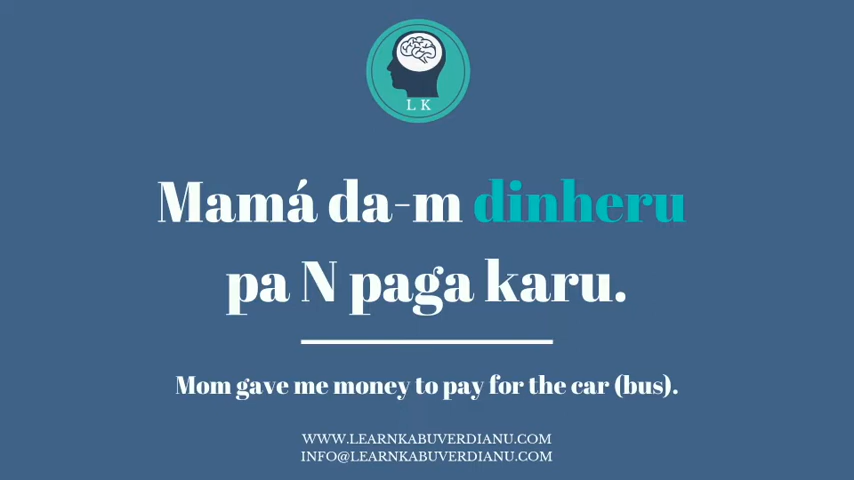 L K
Mamá da-m dinheru
pa N paga karu.
Mom gave me money to pay for the car (bus).
WWW.LEARNKABUVERDIANU.COM
INFO@LEARNKABUVERDIANU.COM